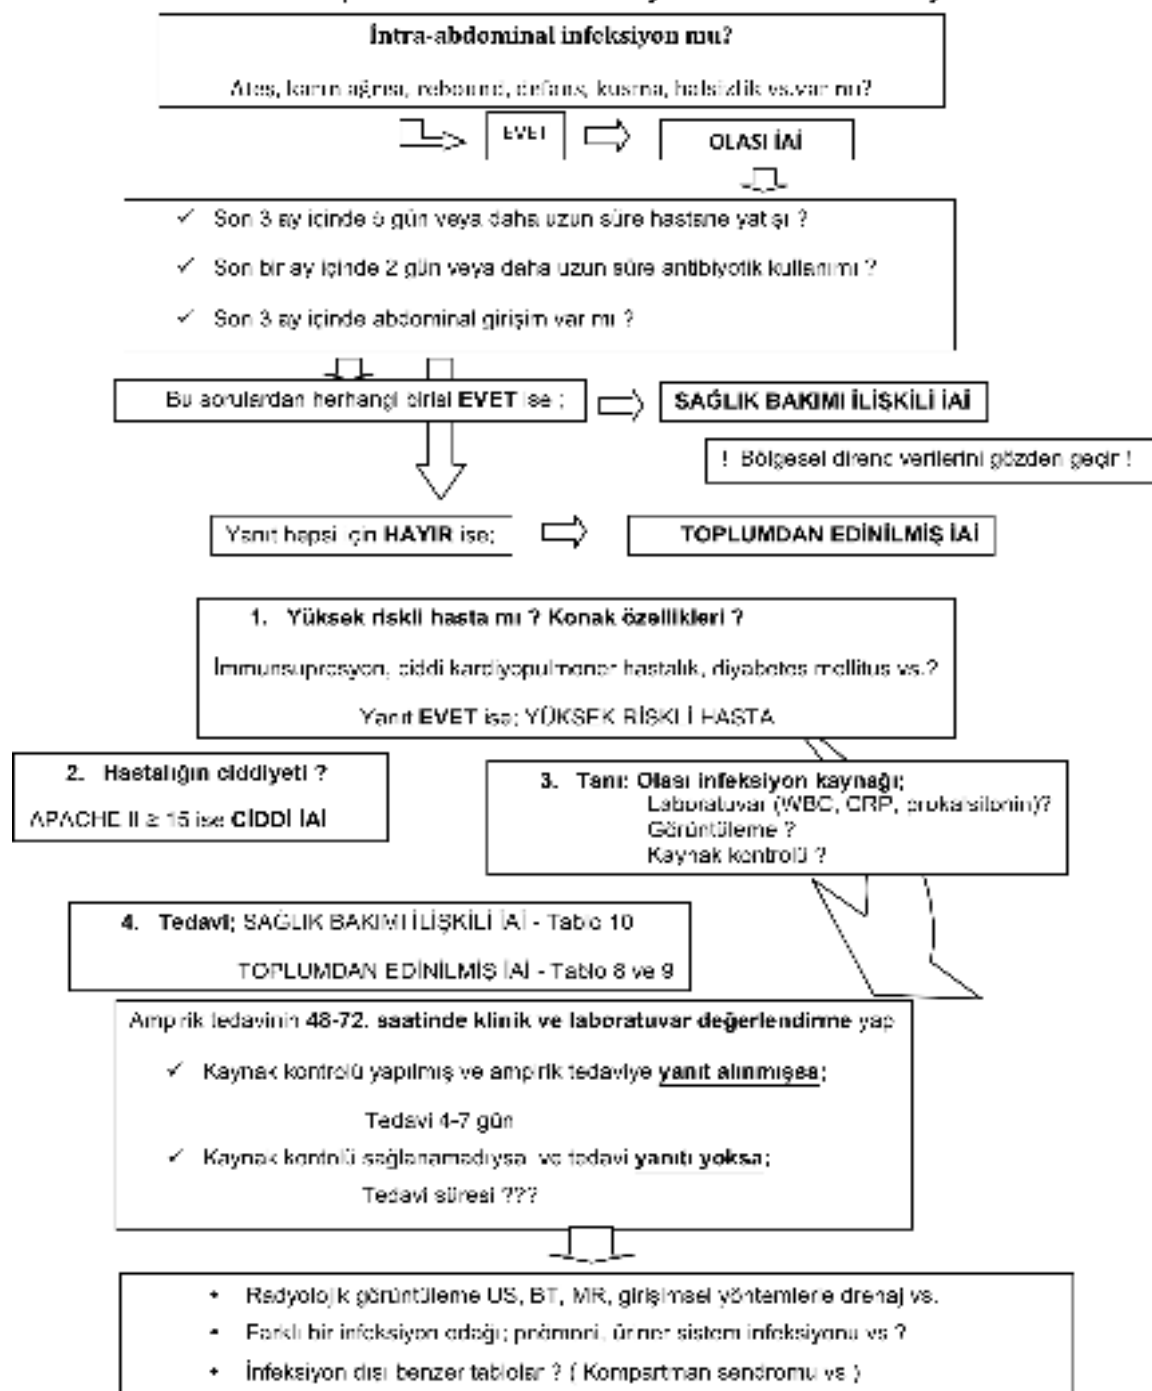 İntra-abdominal infeksiyon mu?
Ateş, karın ağrısı, rebound, defans, kusma, halsizlik vs.var mı?
EVET
OLASI İAİ
✓ Son 3 ay içinde 5 gün veya daha uzun süre hastane yatışı ?
✓ Son bir ay içinde 2 gün veya daha uzun süre antibiyotik kullanımı ?
✓ Son 3 ay içinde abdominal girişim var mı ?
Bu sorulardan herhangi birisi EVET ise ;
SAĞLIK BAKIMI İLİŞKİLİ İAİ
! Bölgesel direnç verilerini gözden geçir !
Yanıt hepsi için HAYIR ise;
TOPLUMDAN EDİNİLMİŞ İAİ
1. Yüksek riskli hasta mı ? Konak özellikleri ?
İmmunsupresyon, ciddi kardiyopulmoner hastalık, diyabetes mellitus vs.?
Yanıt EVET ise; YÜKSEK RİSKLİ HASTA
2. Hastalığın ciddiyeti ?
APACHE II ≥ 15 ise CİDDİ İAİ
3. Tanı: Olası infeksiyon kaynağı;
Laboratuvar (WBC, CRP, prokalsitonin)?
Görüntüleme ?
Kaynak kontrolü ?
4. Tedavi; SAĞLIK BAKIMI İLİŞKİLİ İAİ - Tablo 10
TOPLUMDAN EDİNİLMİŞ İAİ - Tablo 8 ve 9
Ampirik tedavinin 48-72. saatinde klinik ve laboratuvar değerlendirme yap
✓ Kaynak kontrolü yapılmış ve ampirik tedaviye yanıt alınmışsa;
Tedavi 4-7 gün
✓ Kaynak kontolü sağlanamadıysa ve tedavi yanıtı yoksa;
Tedavi süresi ???
• Radyolojik görüntüleme US, BT, MR, girişimsel yöntemlerle drenaj vs.
• Farklı bir infeksiyon odağı; pnömoni, üriner sistem infeksiyonu vs ?
• İnfeksiyon dışı benzer tablolar ? ( Kompartman sendromu vs )